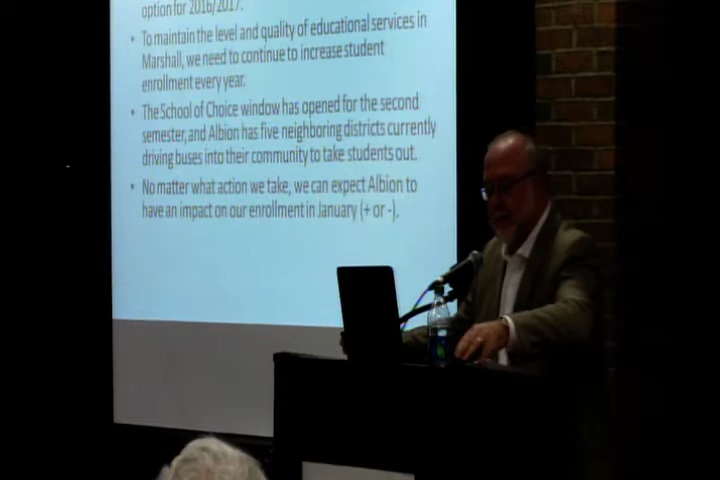 option for 2016/2017.
• To maintain the level and quality of educational services in
Marshall, we need to continue to increase student
enrollment every year.
• The School of Choice window has opened for the second
semester, and Albion has five neighboring districts currently
driving buses into their community to take students out.
• No matter what action we take, we can expect Albion to
have an impact on our enrollment in January (+ or -).